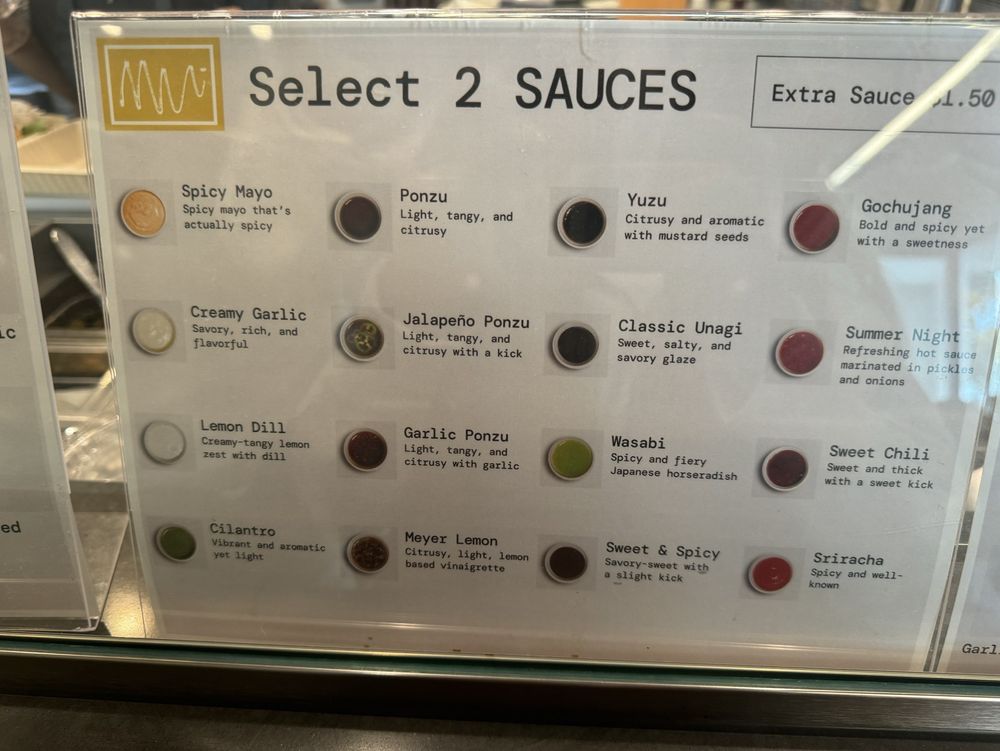 Select 2 SAUCES
Extra Sauce $1.50
Spicy Mayo
Spicy mayo that's
actually spicy
Ponzu
Light, tangy, and
citrusy
Yuzu
Citrusy and aromatic
with mustard seeds
Gochujang
Bold and spicy yet
with a sweetness
Creamy Garlic
Savory, rich, and
flavorful
Jalapeño Ponzu
Light, tangy, and
citrusy with a kick
Classic Unagi
Sweet, salty, and
savory glaze
Summer Night
Refreshing hot sauce
marinated in pickles
and onions
Lemon Dill
Creamy-tangy lemon
zest with dill
Garlic Ponzu
Light, tangy, and
citrusy with garlic
Wasabi
Spicy and fiery
Japanese horseradish
Sweet Chili
Sweet and thick
with a sweet kick
Cilantro
Vibrant and aromatic
yet light
Meyer Lemon
Citrusy, light, lemon
based vinaigrette
Sweet & Spicy
Savory-sweet with
a slight kick
Sriracha
Spicy and well-
known
ic
ed
Garl